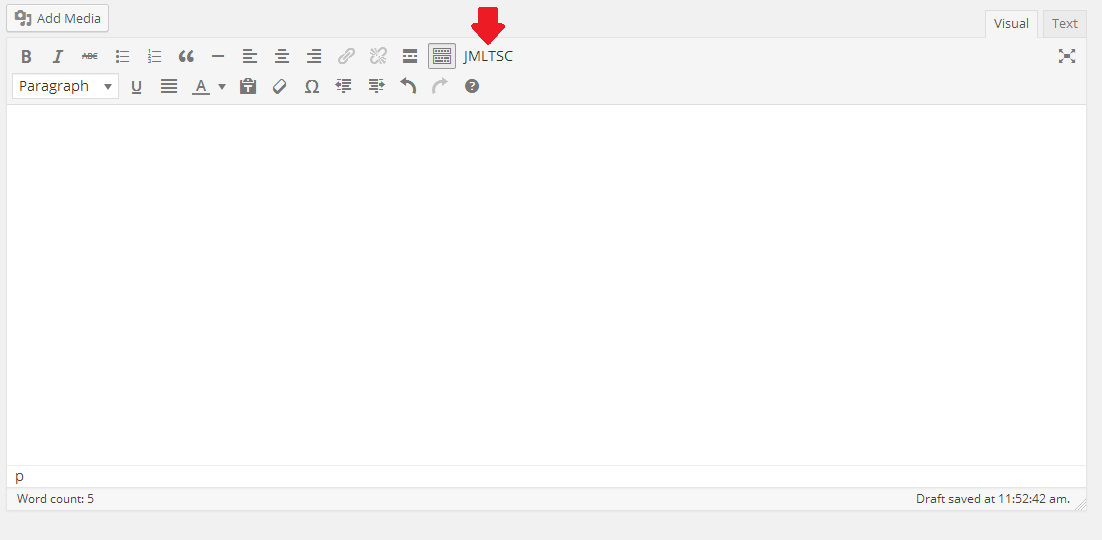 Add Media
Visual
Text
B I ABC JMLTSC
Paragraph U A T Ω ?
p
Word count: 5
Draft saved at 11:52:42 am.